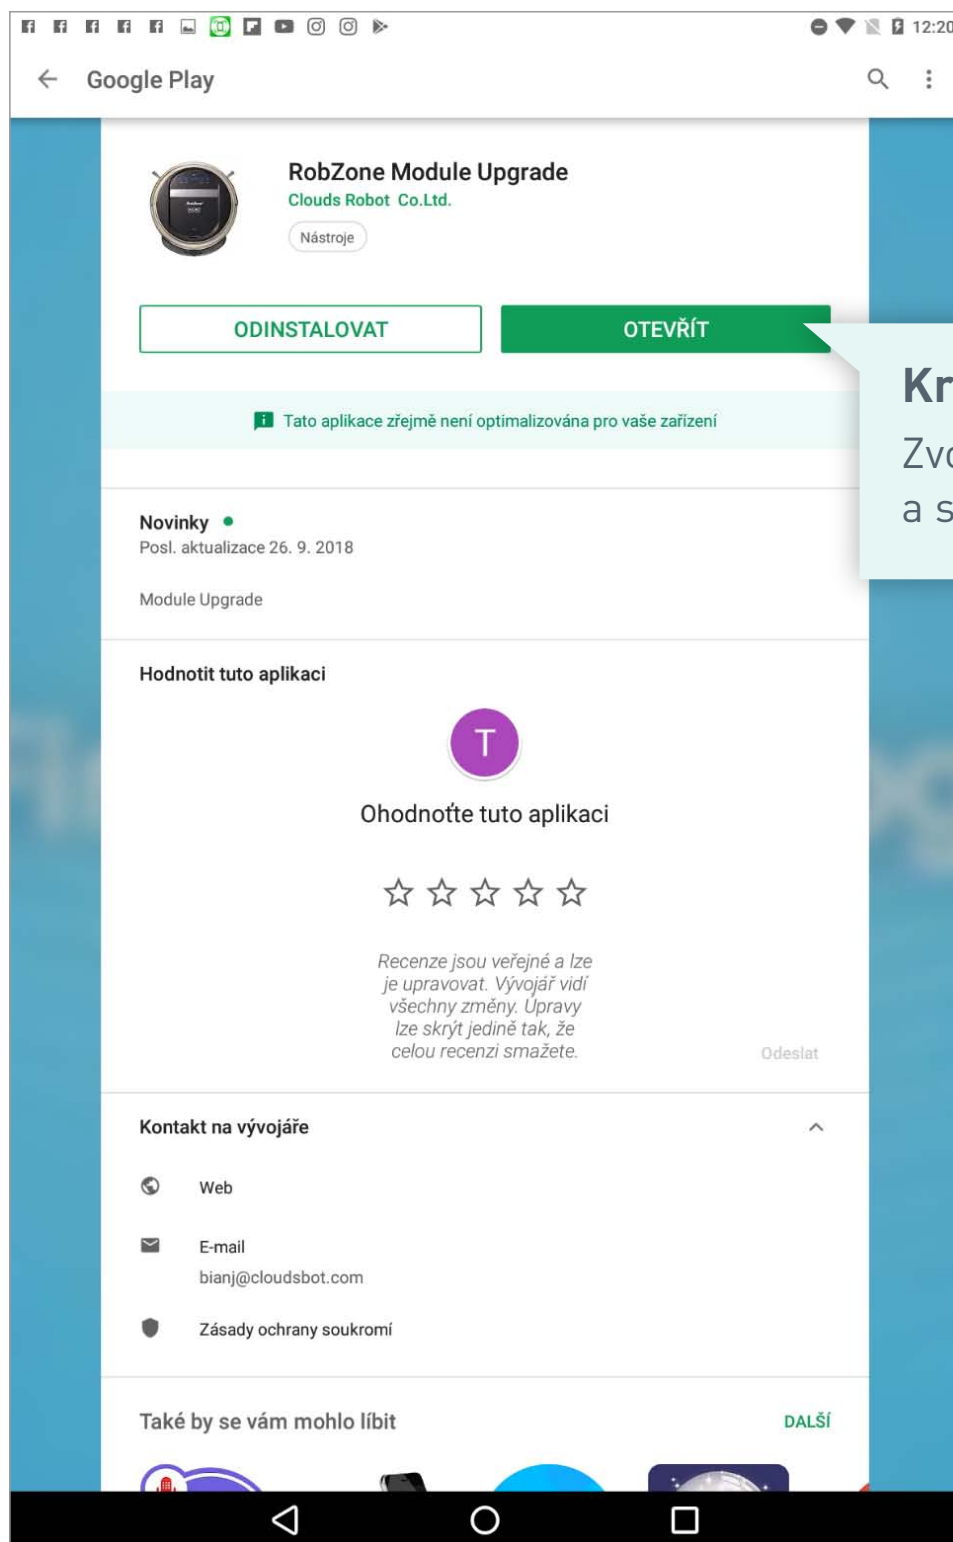 12:20
Google Play
RobZone Module Upgrade
Clouds Robot Co.Ltd.
Nástroje
ODINSTALOVAT
OTEVŘÍT
Kr
Zvo
a s
Tato aplikace zřejmě není optimalizována pro vaše zařízení
Novinky
Posl. aktualizace 26. 9. 2018
Module Upgrade
Hodnotit tuto aplikaci
T
Ohodnoťte tuto aplikaci
Recenze jsou veřejné a lze
je upravovat. Vývojář vidí
všechny změny. Úpravy
lze skrýt jedině tak, že
celou recenzi smažete.
Odeslat
Kontakt na vývojáře
Web
E-mail
bianj@cloudsbot.com
Zásady ochrany soukromí
Také by se vám mohlo líbit
DALŠÍ